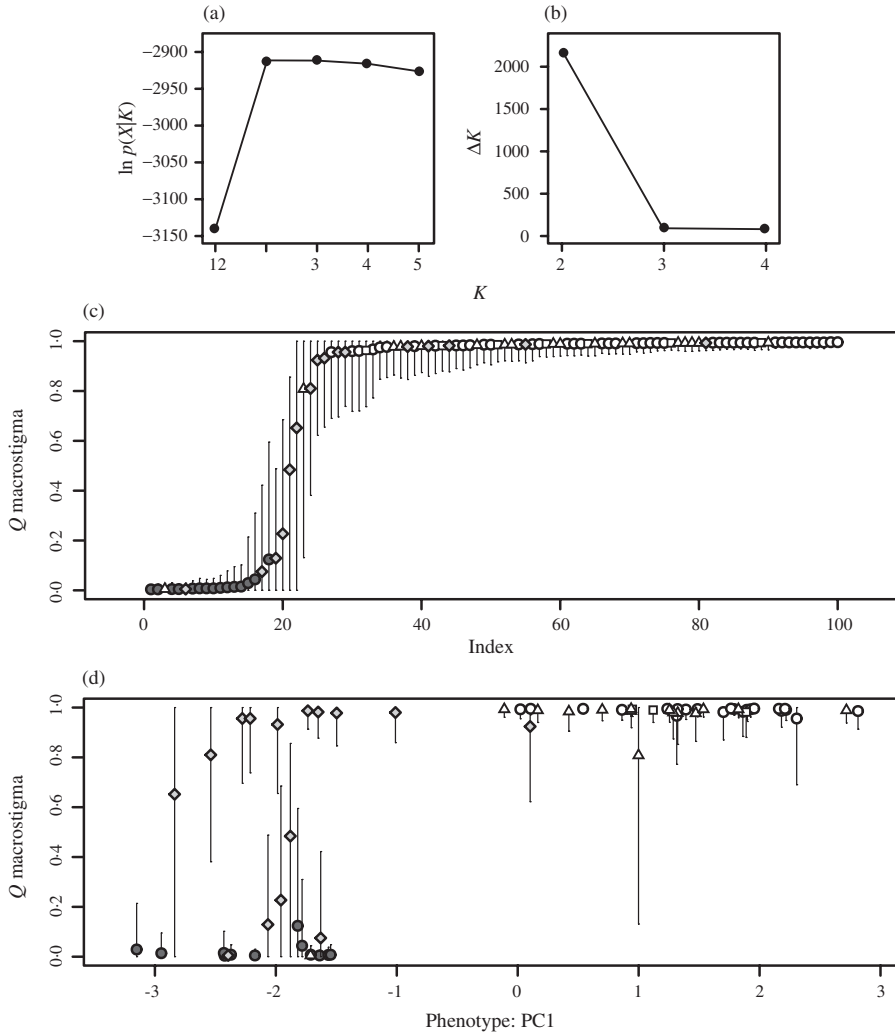 (a)
(b)
−2900
−2950
−3000
−3050
−3100
−3150
ln p(X|K)
12 3 4 5
2000
1500
1000
500
0
ΔK
2 3 4
K
(c)
1·0
0·8
0·6
0·4
0·2
0·0
Q macrostigma
0 20 40 60 80 100
Index
(d)
1·0
0·8
0·6
0·4
0·2
0·0
Q macrostigma
-3 -2 -1 0 1 2 3
Phenotype: PC1